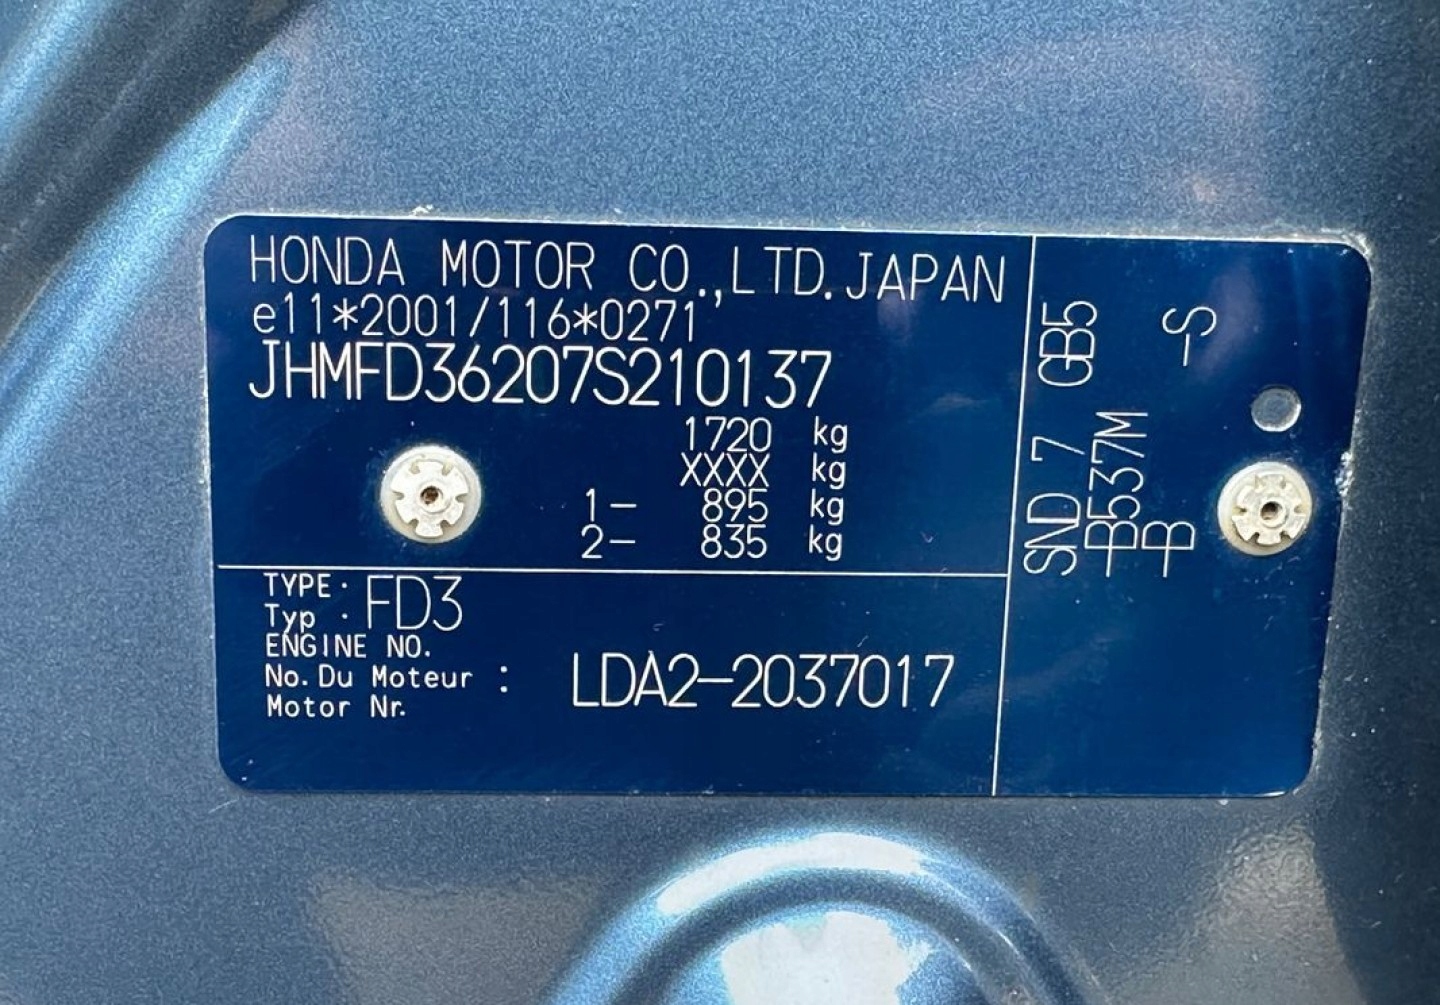 HONDA MOTOR CO.,LTD.JAPAN
e11*2001/116*0271
JHMFD36207S210137
1720 kg
XXXX kg
1- 895 kg
2- 835 kg
TYPE:
Typ : FD3
ENGINE NO.
No. Du Moteur : LDA2-2037017
Motor Nr.
SND 7 GB5
B537M
B -S